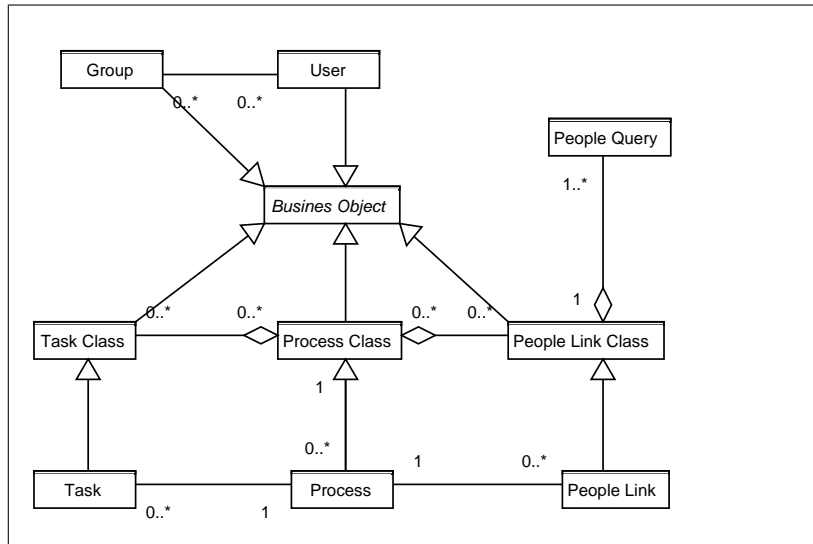 Group
User
0..*
0..*
People Query
1..*
Busines Object
0..*
0..*
0..*
0..*
1
Task Class
Process Class
People Link Class
1
0..*
1
0..*
Task
Process
People Link
0..*
1